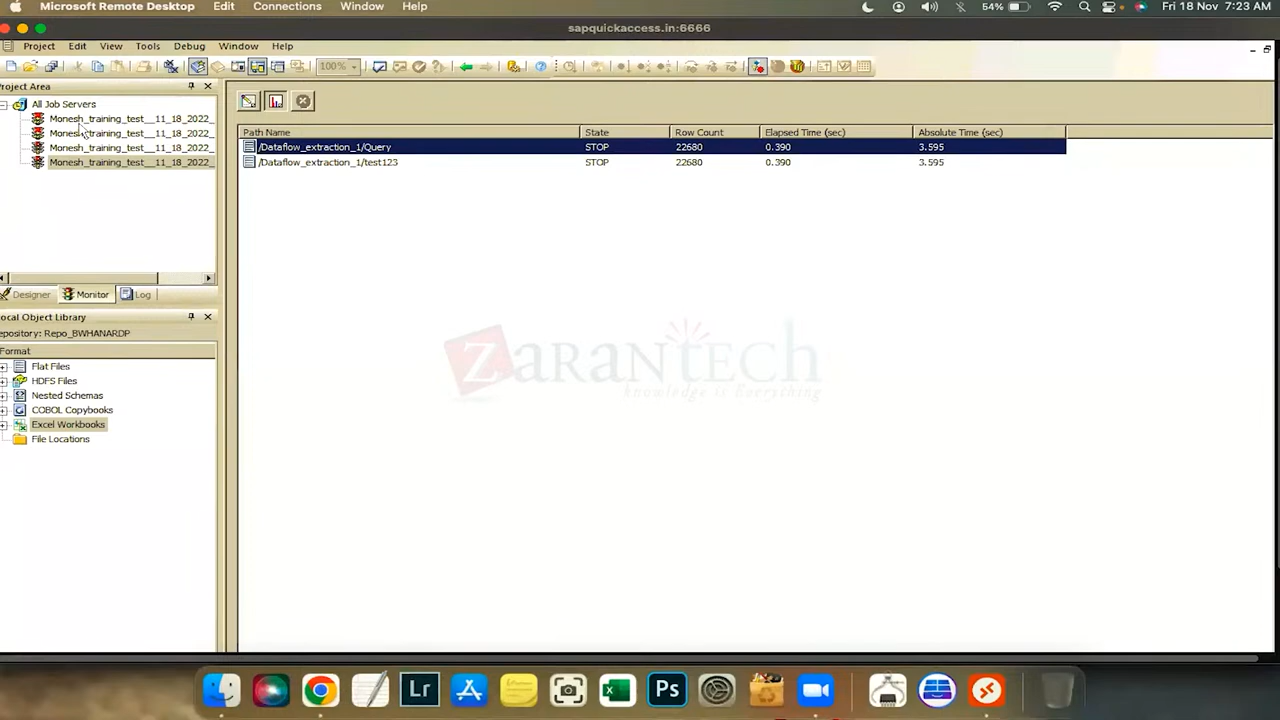 Microsoft Remote Desktop Edit Connections Window Help 54% Fri 18 Nov 7:23 AM
sapquickaccess.in:6666
Project Edit View Tools Debug Window Help
100%
Project Area
All Job Servers
Monesh_training_test__11_18_2022_
Monesh_training_test__11_18_2022_
Monesh_training_test__11_18_2022_
Monesh_training_test__11_18_2022_
Designer Monitor Log
ocal Object Library
epository: Repo_BWHANARDP
Format
Flat Files
HDFS Files
Nested Schemas
COBOL Copybooks
Excel Workbooks
File Locations
Path Name State Row Count Elapsed Time (sec) Absolute Time (sec)
/Dataflow_extraction_1/Query STOP 22680 0.390 3.595
/Dataflow_extraction_1/test123 STOP 22680 0.390 3.595
ZaranTech
knowledge is Everything
Lr Ps